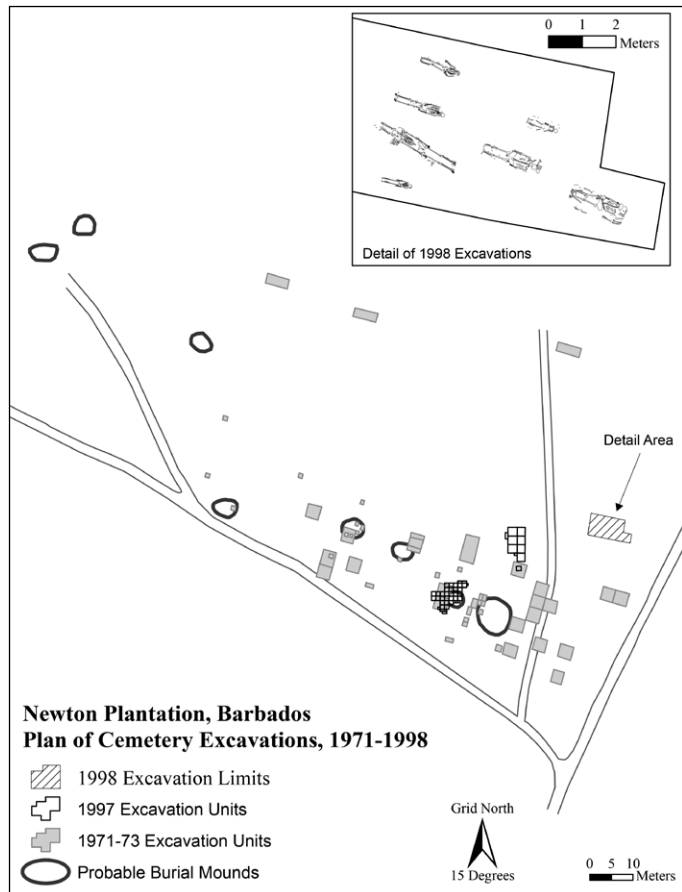 0 1 2
Meters
Detail of 1998 Excavations
Detail Area
Newton Plantation, Barbados
Plan of Cemetery Excavations, 1971-1998
1998 Excavation Limits
1997 Excavation Units
1971-73 Excavation Units
Probable Burial Mounds
Grid North
15 Degrees
0 5 10
Meters